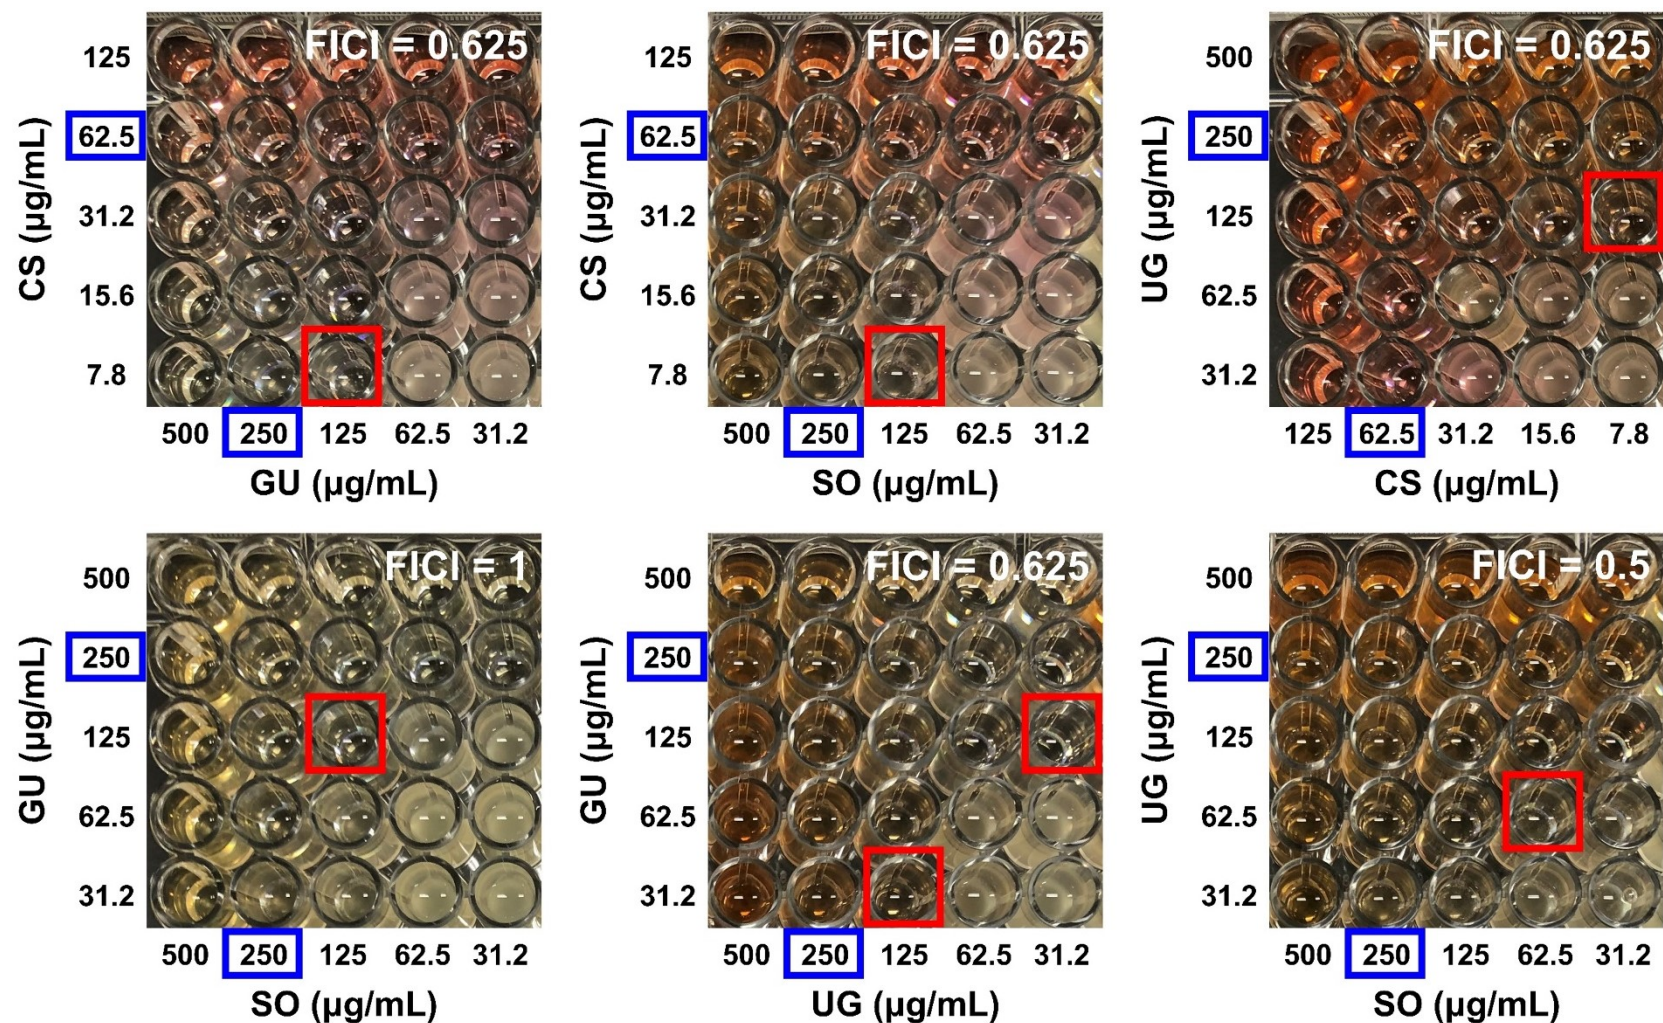 FICI = 0.625
CS (µg/mL)
125
62.5
31.2
15.6
7.8
500 250 125 62.5 31.2
GU (µg/mL)
FICI = 0.625
CS (µg/mL)
125
62.5
31.2
15.6
7.8
500 250 125 62.5 31.2
SO (µg/mL)
FICI = 0.625
UG (µg/mL)
500
250
125
62.5
31.2
125 62.5 31.2 15.6 7.8
CS (µg/mL)
FICI = 1
GU (µg/mL)
500
250
125
62.5
31.2
500 250 125 62.5 31.2
SO (µg/mL)
FICI = 0.625
GU (µg/mL)
500
250
125
62.5
31.2
500 250 125 62.5 31.2
UG (µg/mL)
FICI = 0.5
UG (µg/mL)
500
250
125
62.5
31.2
500 250 125 62.5 31.2
SO (µg/mL)